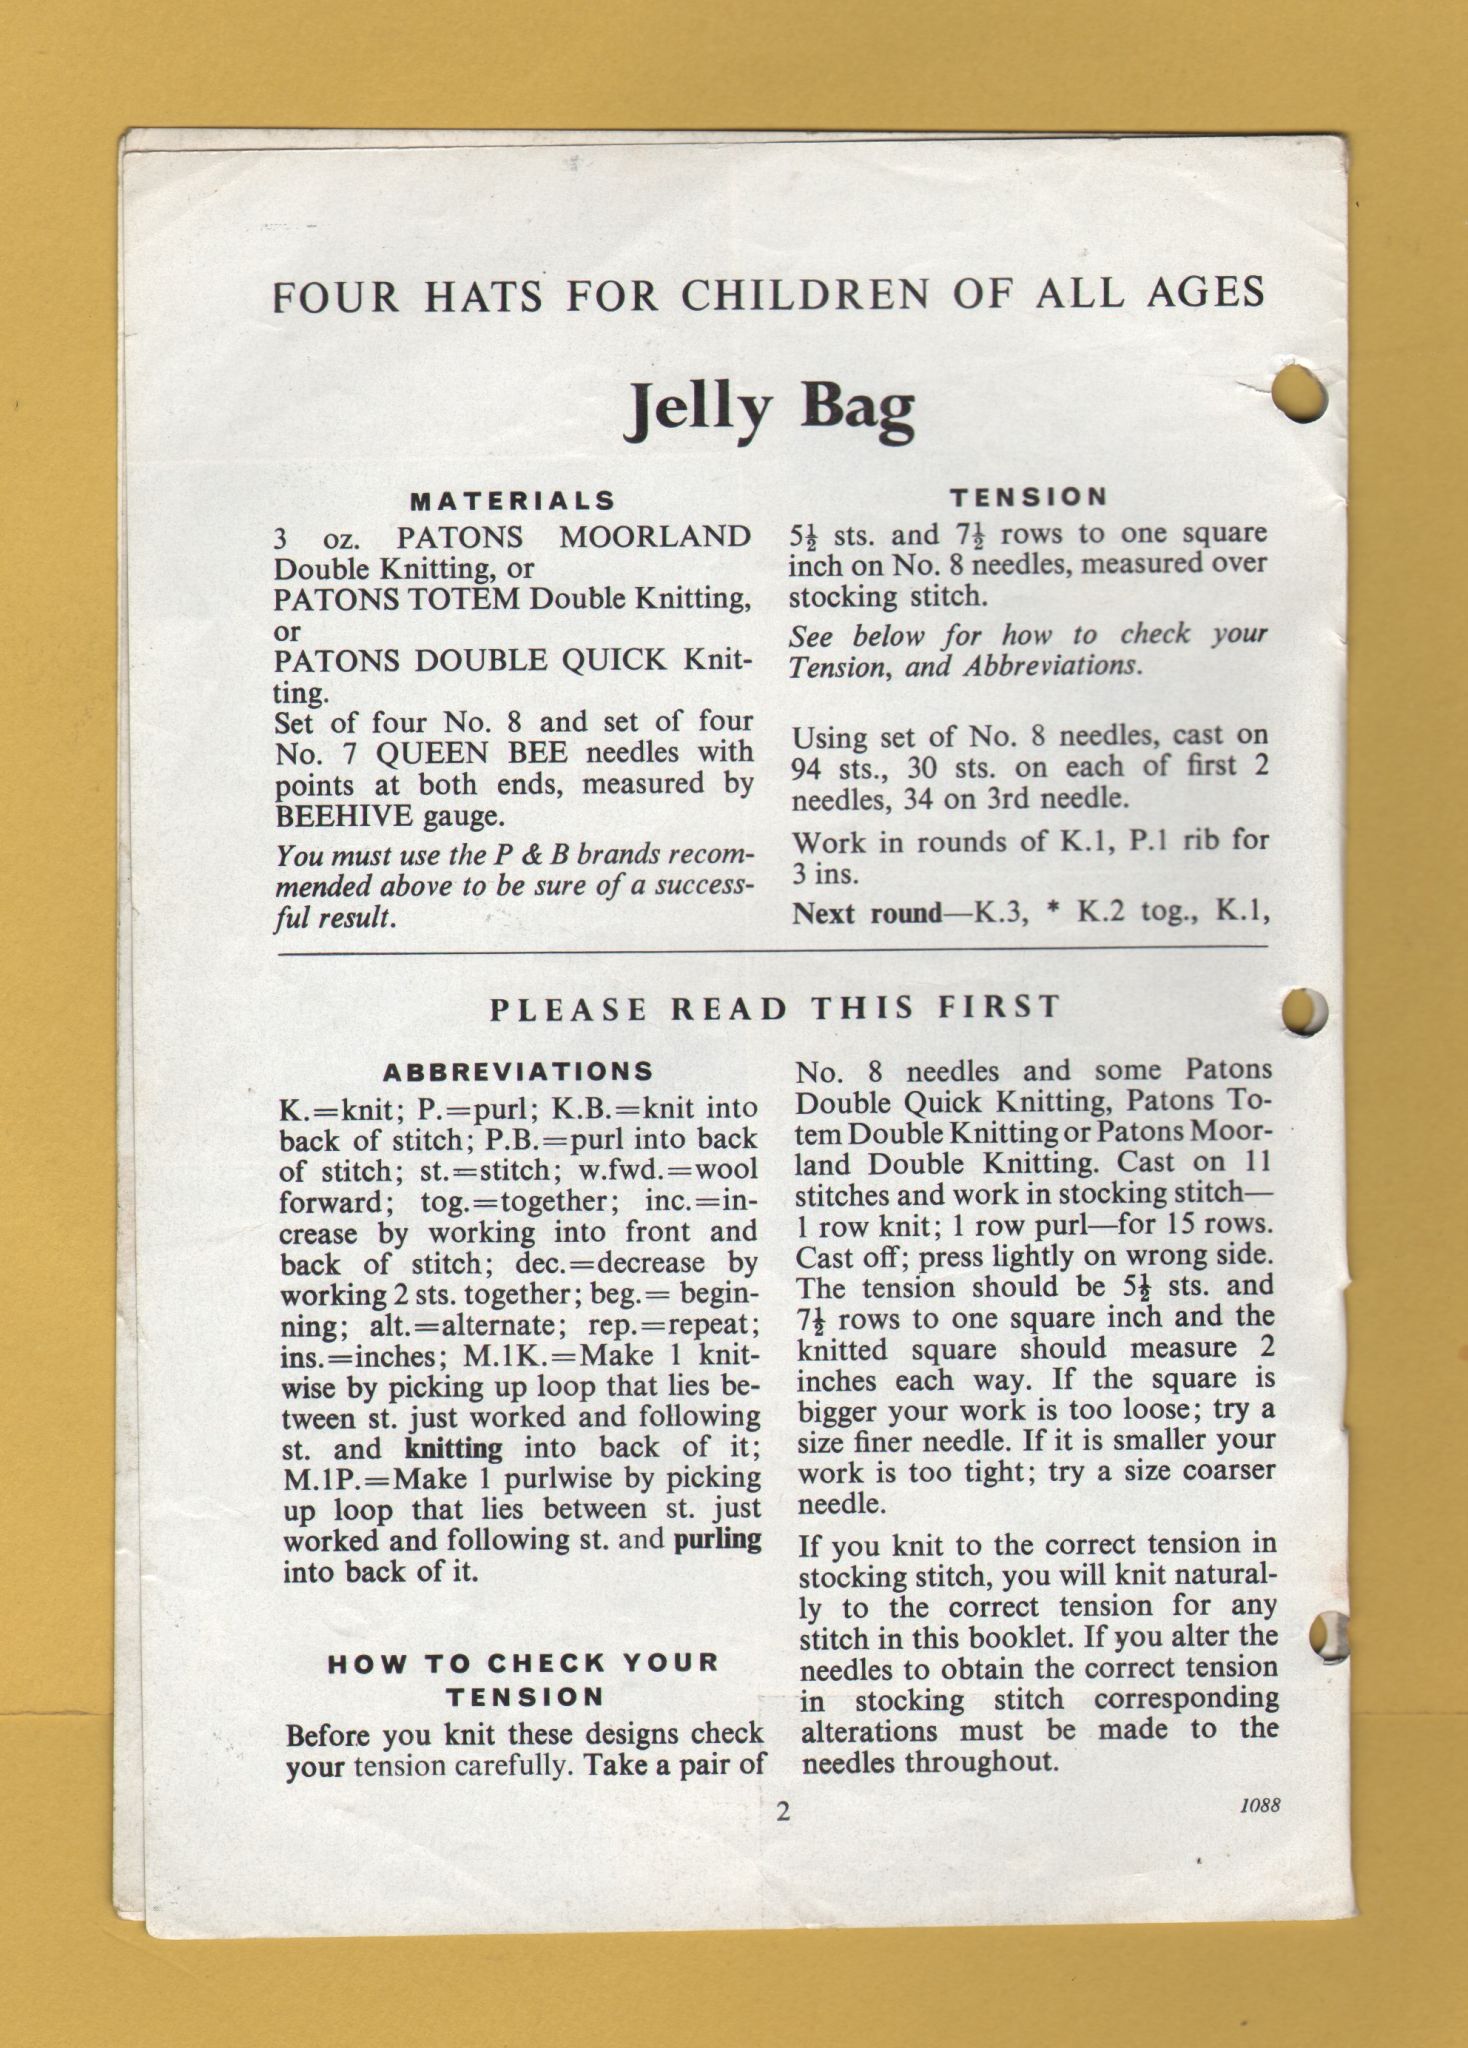 FOUR HATS FOR CHILDREN OF ALL AGES
Jelly Bag
MATERIALS
3 oz. PATONS MOORLAND
Double Knitting, or
PATONS TOTEM Double Knitting,
or
PATONS DOUBLE QUICK Knit-
ting.
Set of four No. 8 and set of four
No. 7 QUEEN BEE needles with
points at both ends, measured by
BEEHIVE gauge.
You must use the P & B brands recom-
mended above to be sure of a success-
ful result.
TENSION
5½ sts. and 7½ rows to one square
inch on No. 8 needles, measured over
stocking stitch.
See below for how to check your
Tension, and Abbreviations.
Using set of No. 8 needles, cast on
94 sts., 30 sts. on each of first 2
needles, 34 on 3rd needle.
Work in rounds of K.1, P.1 rib for
3 ins.
Next round—K.3, * K.2 tog., K.1,
PLEASE READ THIS FIRST
ABBREVIATIONS
K.=knit; P.=purl; K.B.=knit into
back of stitch; P.B.=purl into back
of stitch; st.=stitch; w.fwd.=wool
forward; tog.=together; inc.=in-
crease by working into front and
back of stitch; dec.=decrease by
working 2 sts. together; beg.= begin-
ning; alt.=alternate; rep.=repeat;
ins.=inches; M.1K.=Make 1 knit-
wise by picking up loop that lies be-
tween st. just worked and following
st. and knitting into back of it;
M.1P.=Make 1 purlwise by picking
up loop that lies between st. just
worked and following st. and purling
into back of it.
HOW TO CHECK YOUR
TENSION
Before you knit these designs check
your tension carefully. Take a pair of
No. 8 needles and some Patons
Double Quick Knitting, Patons To-
tem Double Knitting or Patons Moor-
land Double Knitting. Cast on 11
stitches and work in stocking stitch—
1 row knit; 1 row purl—for 15 rows.
Cast off; press lightly on wrong side.
The tension should be 5½ sts. and
7½ rows to one square inch and the
knitted square should measure 2
inches each way. If the square is
bigger your work is too loose; try a
size finer needle. If it is smaller your
work is too tight; try a size coarser
needle.
If you knit to the correct tension in
stocking stitch, you will knit natural-
ly to the correct tension for any
stitch in this booklet. If you alter the
needles to obtain the correct tension
in stocking stitch corresponding
alterations must be made to the
needles throughout.
2
1088